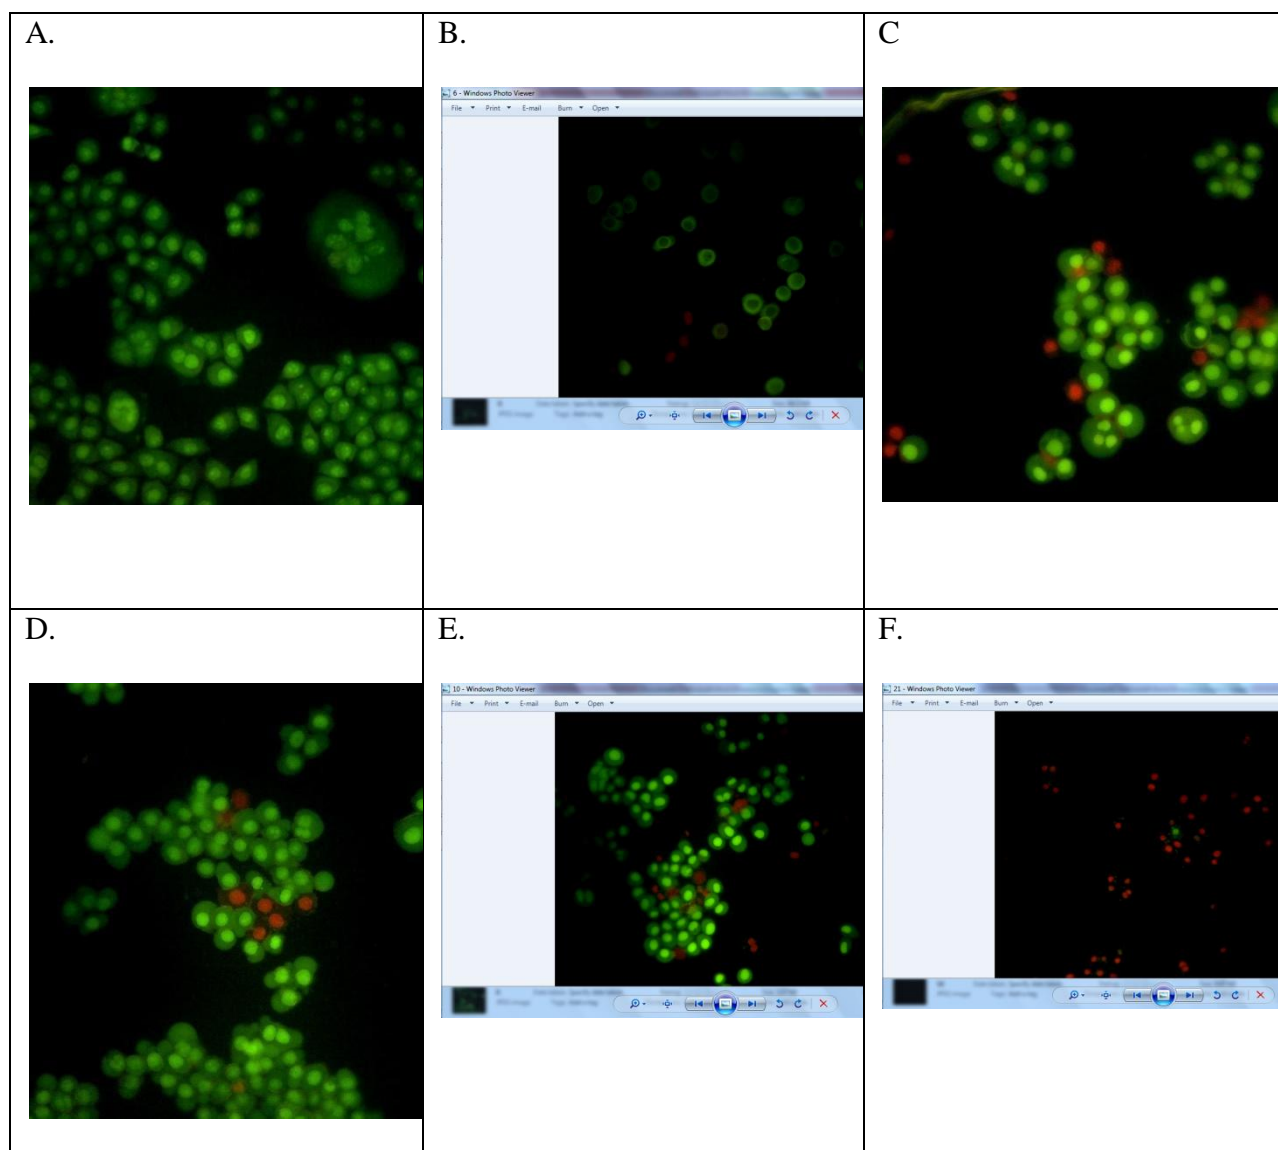 A.
B.
C
6 - Windows Photo Viewer
File Print E-mail Burn Open
D.
E.
F.
10 - Windows Photo Viewer
File Print E-mail Burn Open
21 - Windows Photo Viewer
File Print E-mail Burn Open